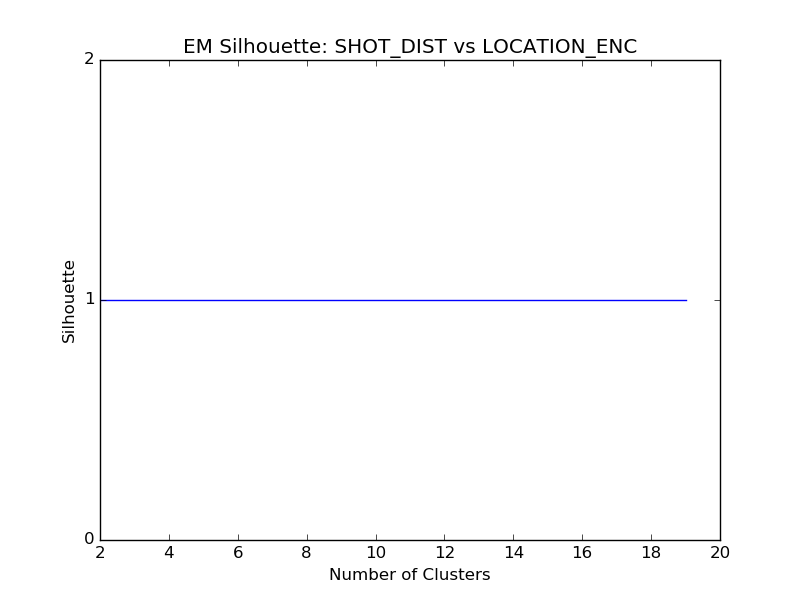 EM Silhouette: SHOT_DIST vs LOCATION_ENC
2
1
0
Silhouette
2 4 6 8 10 12 14 16 18 20
Number of Clusters